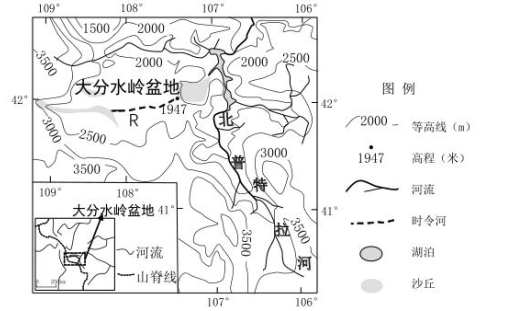 109° 108° 107° 106°
1500 2000
2000
2500
3500
2000
2000
大分水岭盆地
42°
42°
1947
R
北
3000
2500
普
3000
3500
特
109° 108°
41°
41°
大分水岭盆地
拉
3500
3500
河
河流
山脊线
107° 106°
图 例
2000 等高线（m）
1947 高程（米）
河流
时令河
湖泊
沙丘